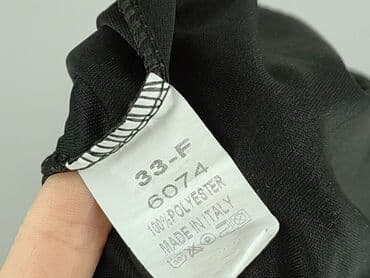 33-F
6074
100%POLYESTER
MADE IN ITALY